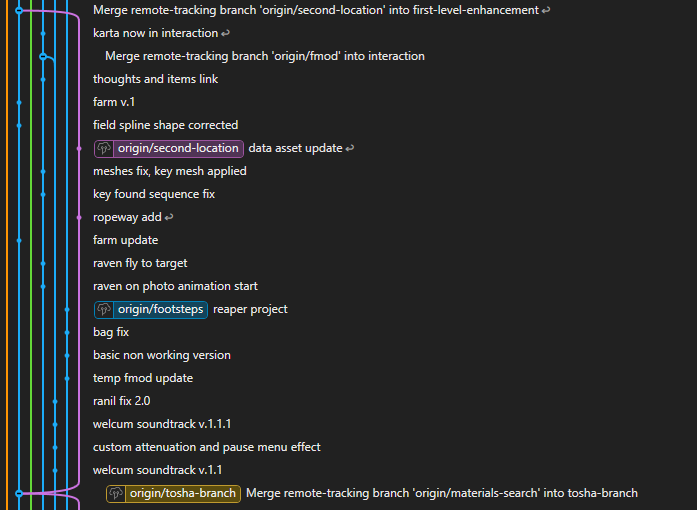 Merge remote-tracking branch 'origin/second-location' into first-level-enhancement
karta now in interaction
Merge remote-tracking branch 'origin/fmod' into interaction
thoughts and items link
farm v.1
field spline shape corrected
origin/second-location data asset update
meshes fix, key mesh applied
key found sequence fix
ropeway add
farm update
raven fly to target
raven on photo animation start
origin/footsteps reaper project
bag fix
basic non working version
temp fmod update
ranil fix 2.0
welcum soundtrack v.1.1.1
custom attenuation and pause menu effect
welcum soundtrack v.1.1
origin/tosha-branch Merge remote-tracking branch 'origin/materials-search' into tosha-branch